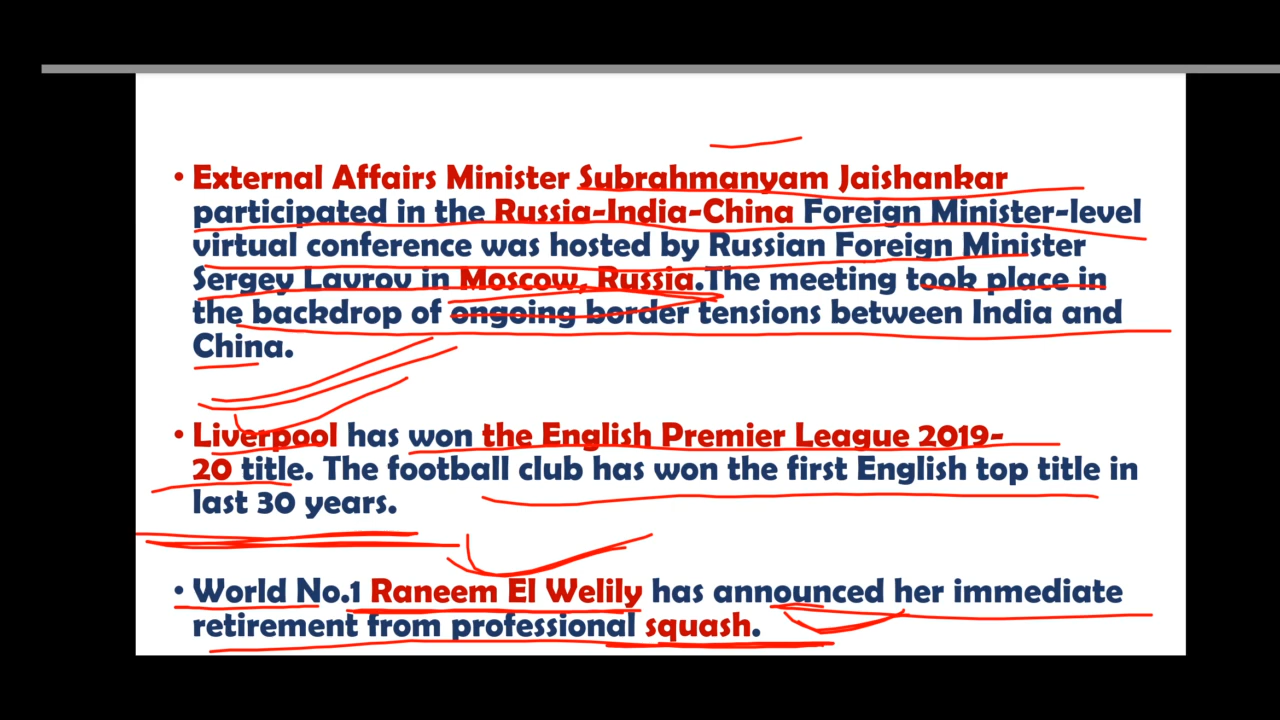 • External Affairs Minister Subrahmanyam Jaishankar
participated in the Russia-India-China Foreign Minister-level
virtual conference was hosted by Russian Foreign Minister
Sergey Lavrov in Moscow, Russia.The meeting took place in
the backdrop of ongoing border tensions between India and
China.
• Liverpool has won the English Premier League 2019-
20 title. The football club has won the first English top title in
last 30 years.
• World No.1 Raneem El Welily has announced her immediate
retirement from professional squash.